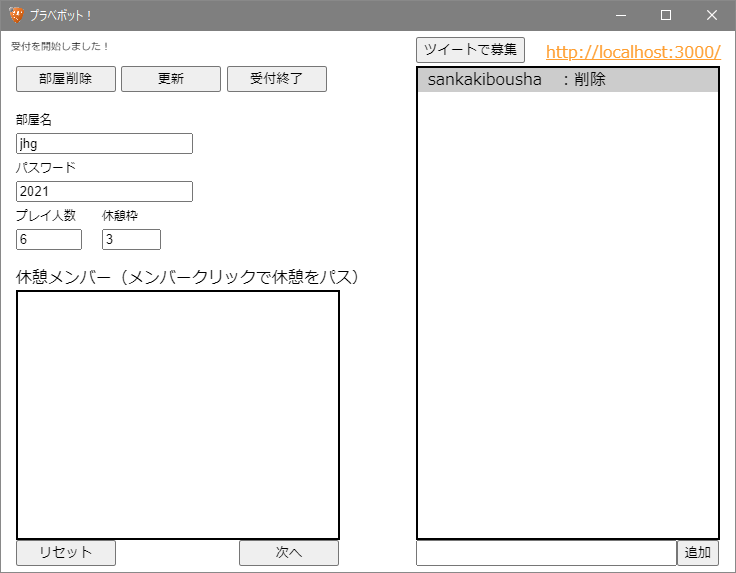 プラベボット！
受付を開始しました！
部屋削除 更新 受付終了
部屋名
jhg
パスワード
2021
プレイ人数 休憩枠
6 3
休憩メンバー（メンバークリックで休憩をパス）
リセット 次へ
ツイートで募集 http://localhost:3000/
sankakibousha ：削除
追加